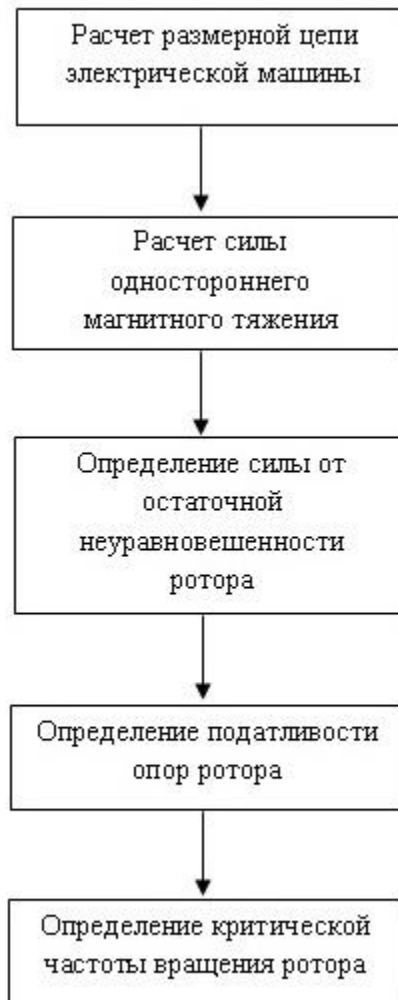 Расчет размерной цепи
электрической машины
Расчет силы
одностороннего
магнитного тяжения
Определение силы от
остаточной
неуравновешенности
ротора
Определение податливости
опор ротора
Определение критической
частоты вращения ротора